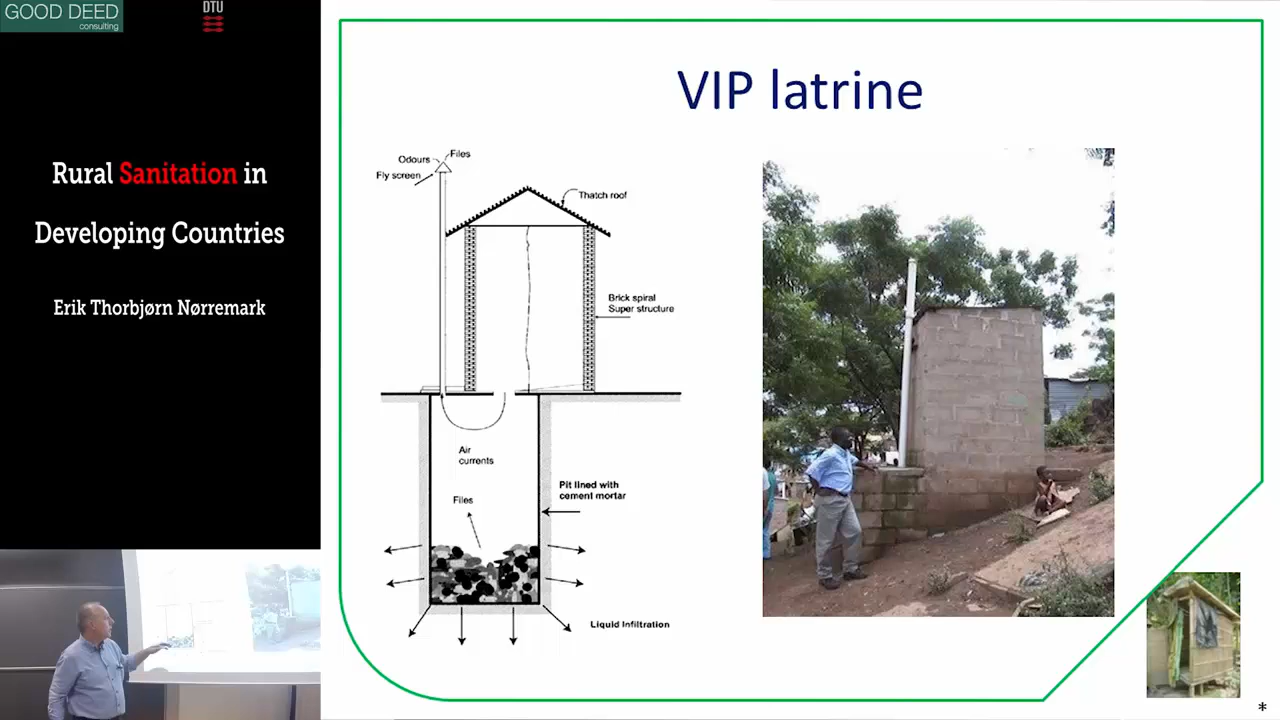 GOOD DEED
consulting
DTU
Rural Sanitation in
Developing Countries
Erik Thorbjørn Nørremark
VIP latrine
Odours
Files
Fly screen
Thatch roof
Brick spiral
Super structure
Air
currents
Files
Pit lined with
cement mortar
Liquid Infiltration
*